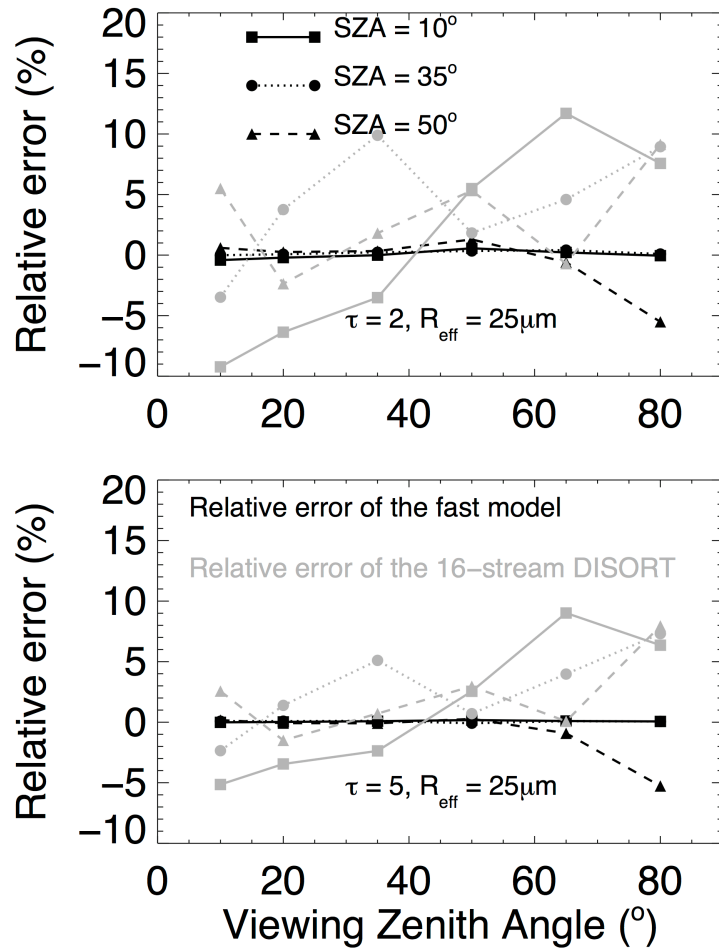 20
15
10
5
0
−5
−10
Relative error (%)
SZA = 10°
SZA = 35°
SZA = 50°
τ = 2, R_eff = 25μm
0 20 40 60 80
20
15
10
5
0
−5
−10
Relative error (%)
Relative error of the fast model
Relative error of the 16−stream DISORT
τ = 5, R_eff = 25μm
0 20 40 60 80
Viewing Zenith Angle (°)